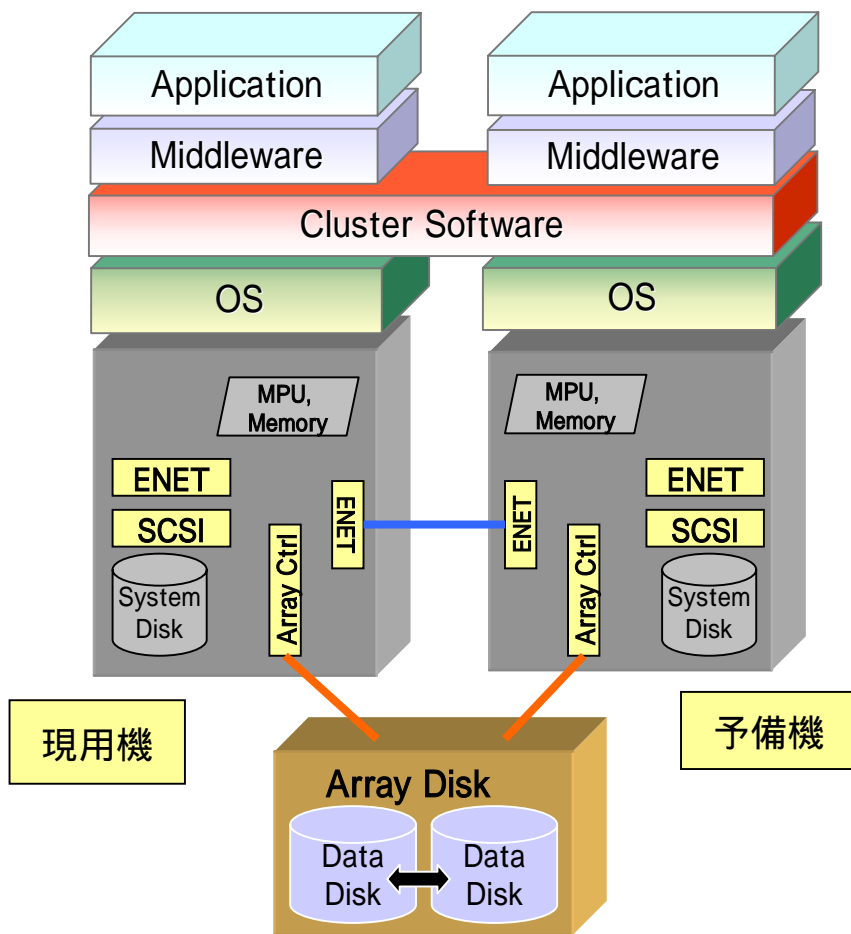 Application
Application
Middleware
Middleware
Cluster Software
OS
OS
MPU,
Memory
MPU,
Memory
ENET
SCSI
System
Disk
Array Ctrl
ENET
ENET
Array Ctrl
ENET
SCSI
System
Disk
現用機
予備機
Array Disk
Data
Disk
Data
Disk